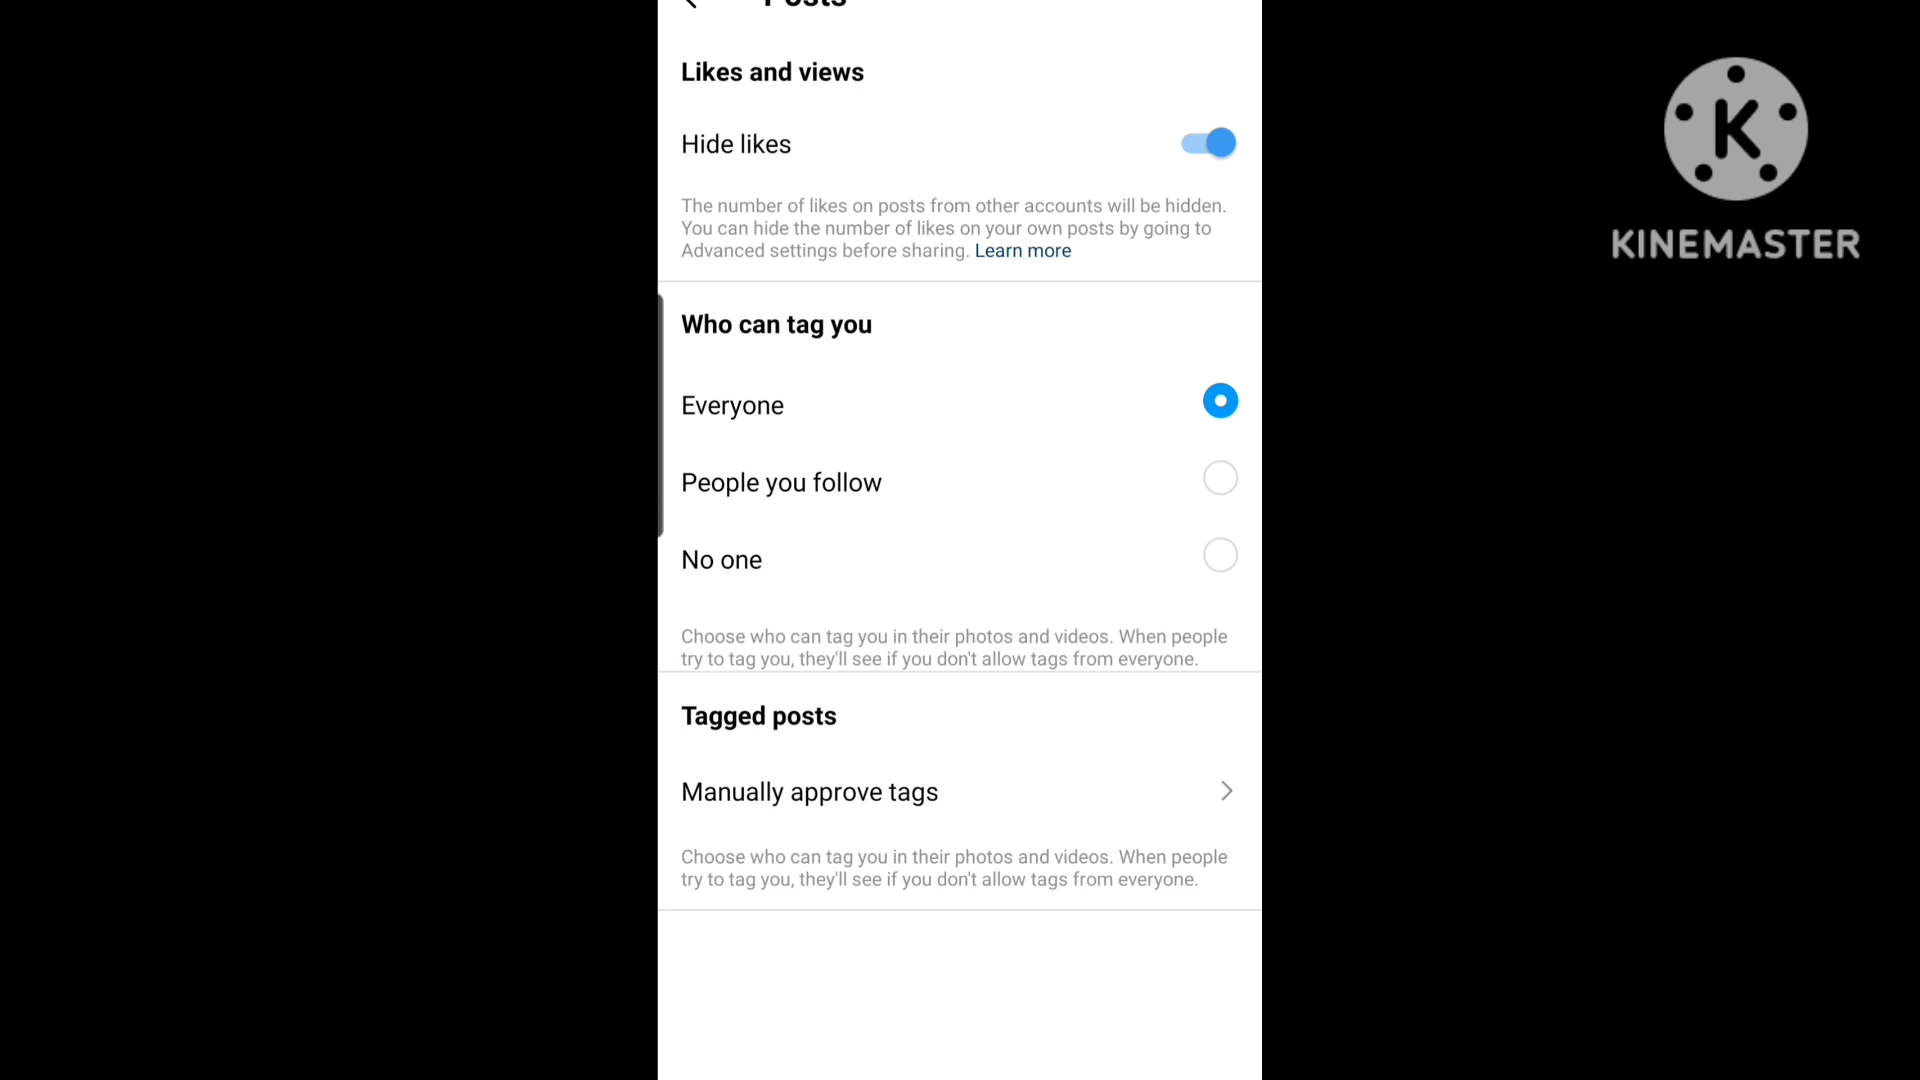 Posts
Likes and views
Hide likes
The number of likes on posts from other accounts will be hidden.
You can hide the number of likes on your own posts by going to
Advanced settings before sharing. Learn more
Who can tag you
Everyone
People you follow
No one
Choose who can tag you in their photos and videos. When people
try to tag you, they'll see if you don't allow tags from everyone.
Tagged posts
Manually approve tags
Choose who can tag you in their photos and videos. When people
try to tag you, they'll see if you don't allow tags from everyone.
K
KINEMASTER